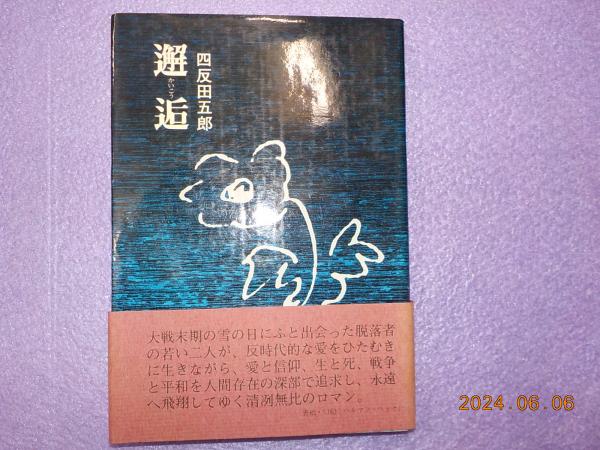 邂逅
かいこう
四反田五郎
大戦末期の雪の日にふと出会った脱落者
の若い二人が、反時代的な愛をひたむき
に生きながら、愛と信仰、生と死、戦争
と平和を人間存在の深部で追求し、永遠
へ飛翔してゆく清冽無比のロマン。
2024.06.06